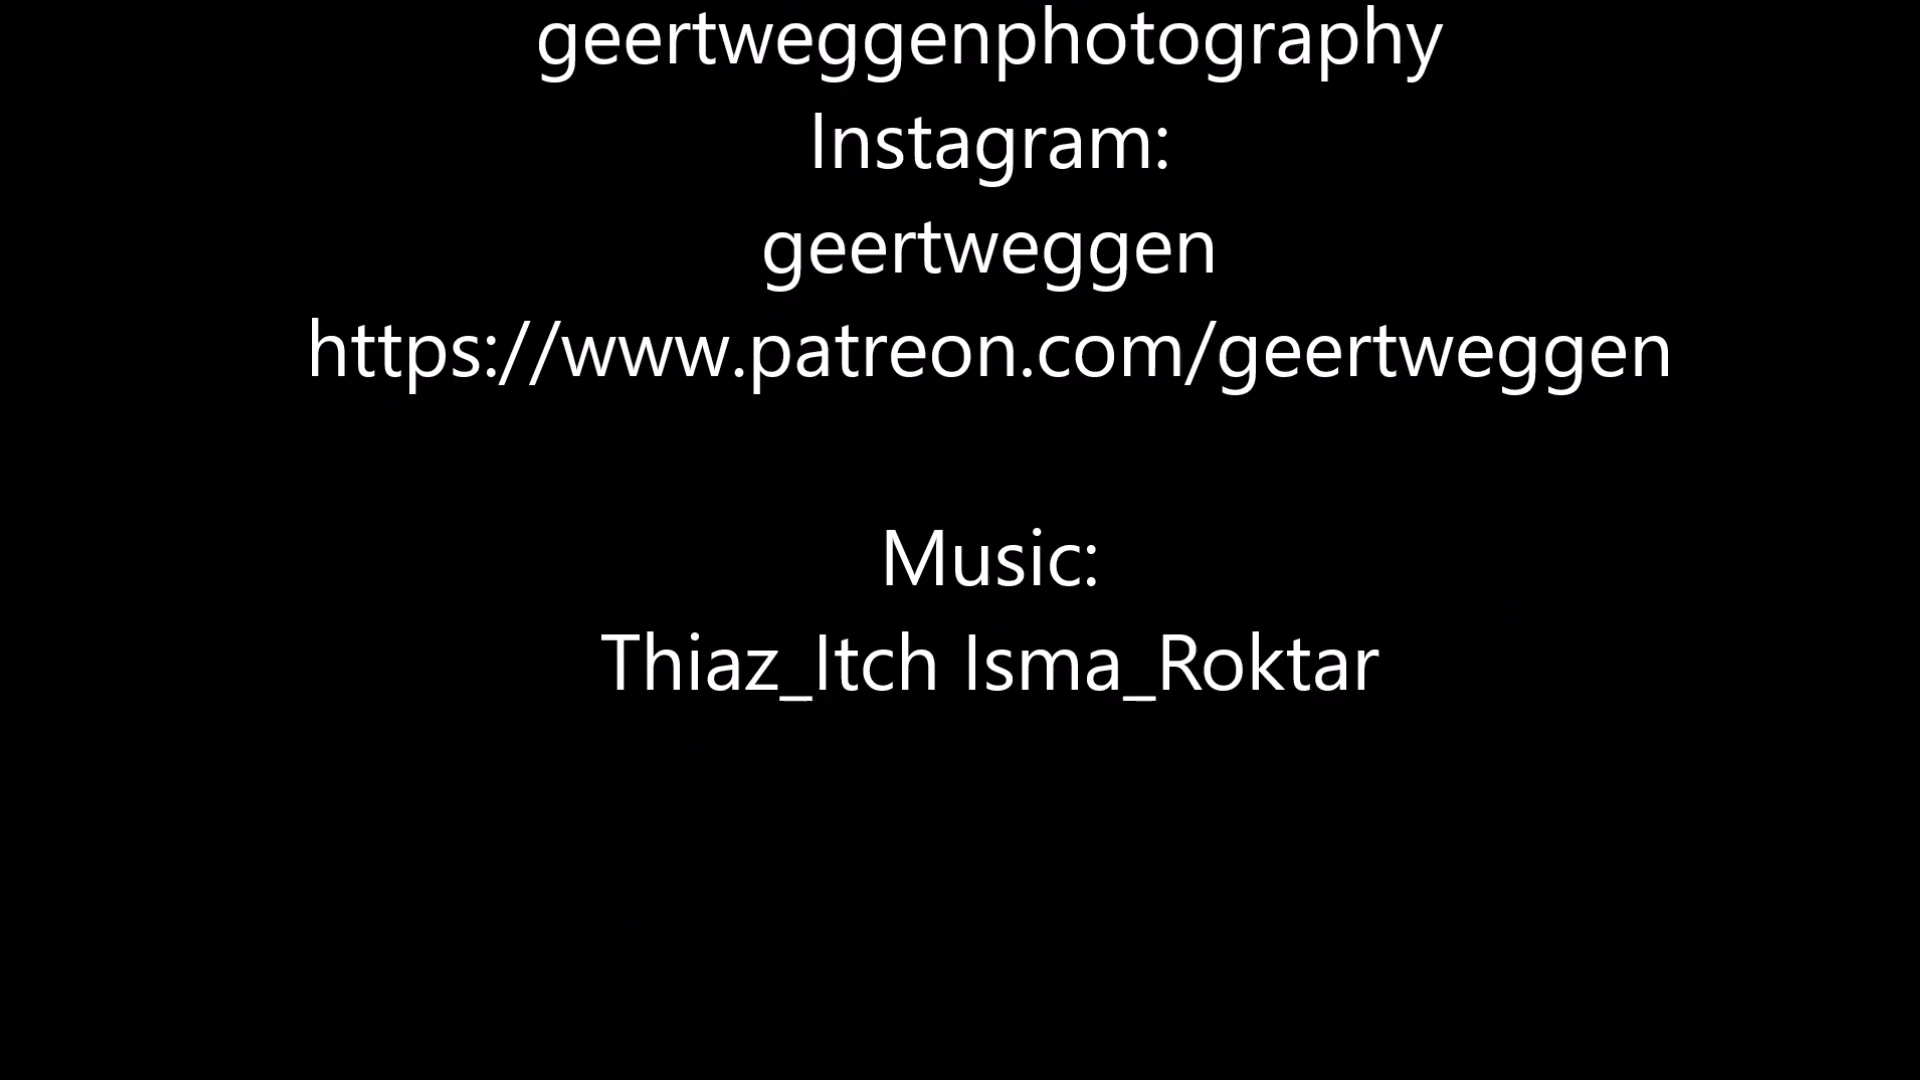 geertweggenphotography
Instagram:
geertweggen
https://www.patreon.com/geertweggen
Music:
Thiaz_Itch Isma_Roktar